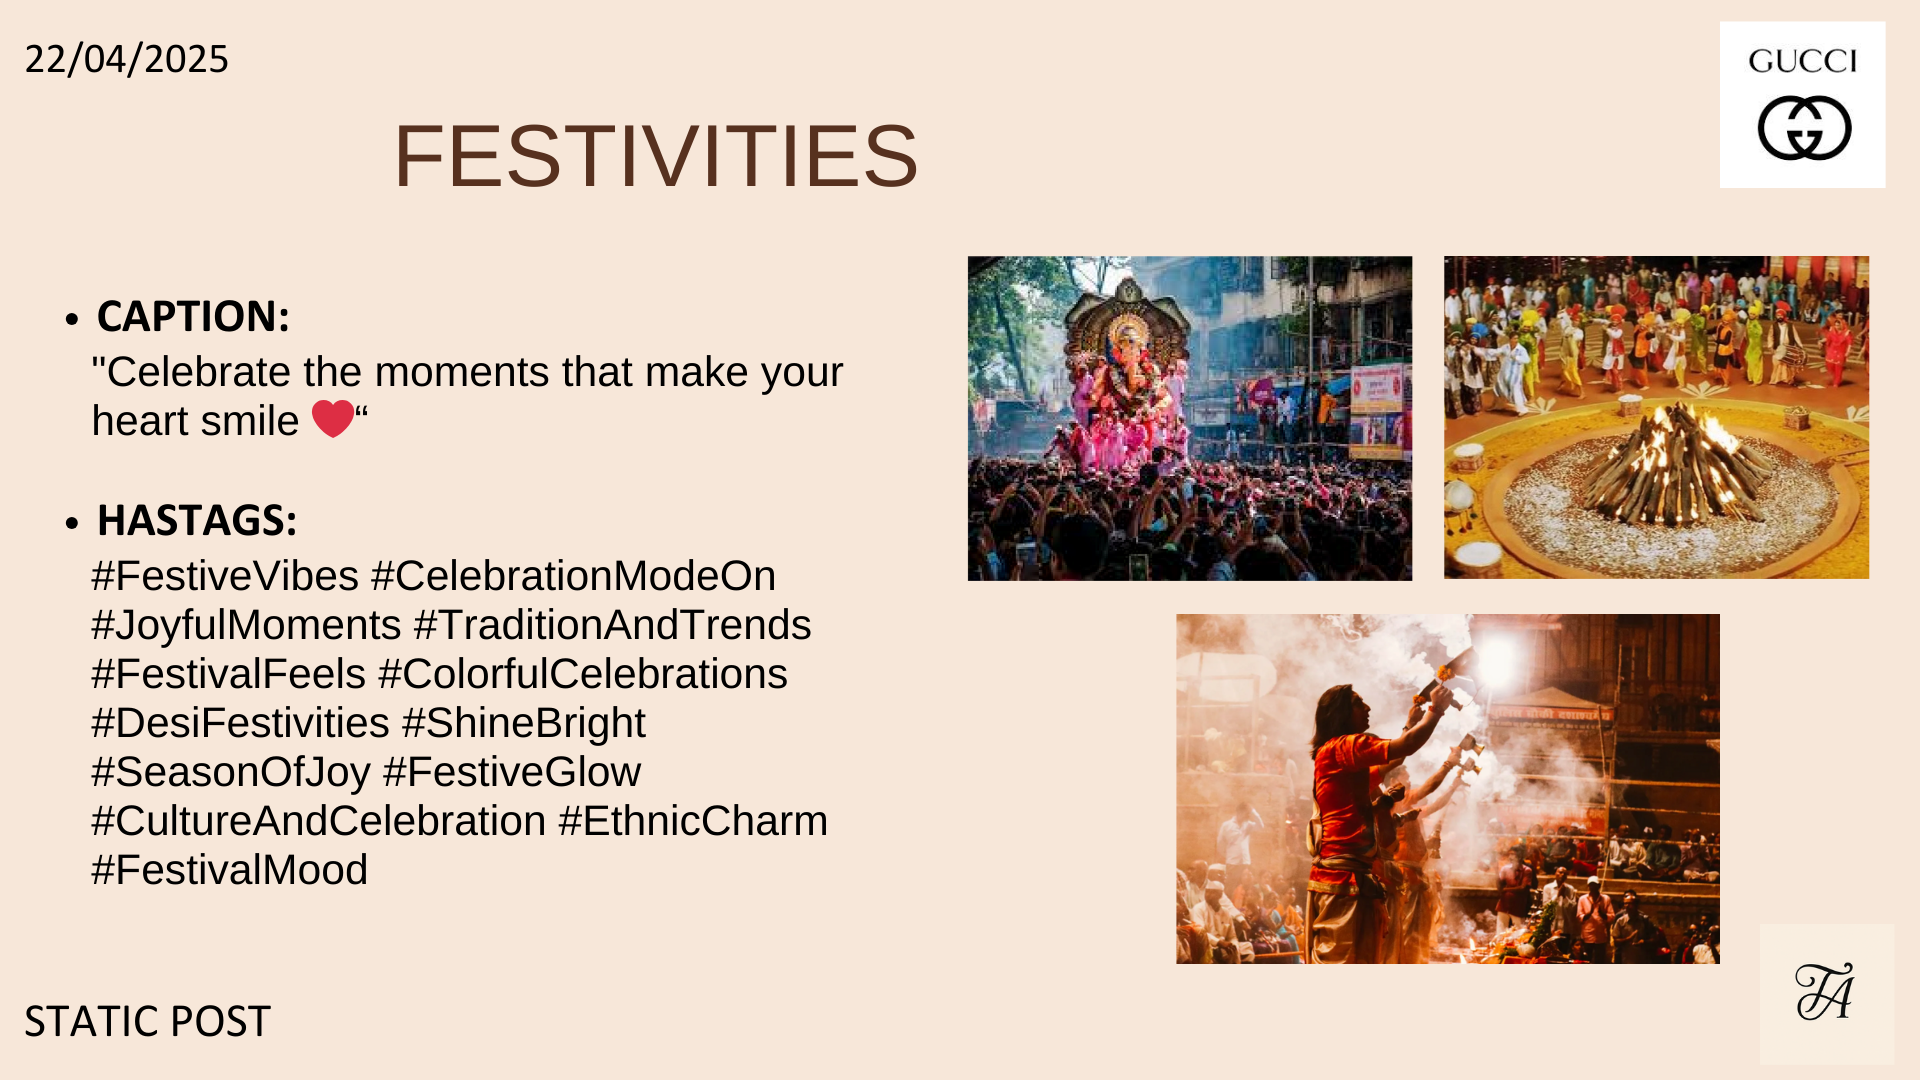 22/04/2025
GUCCI
FESTIVITIES
• CAPTION:
"Celebrate the moments that make your
heart smile ❤️“
• HASTAGS:
#FestiveVibes #CelebrationModeOn
#JoyfulMoments #TraditionAndTrends
#FestivalFeels #ColorfulCelebrations
#DesiFestivities #ShineBright
#SeasonOfJoy #FestiveGlow
#CultureAndCelebration #EthnicCharm
#FestivalMood
STATIC POST
TA